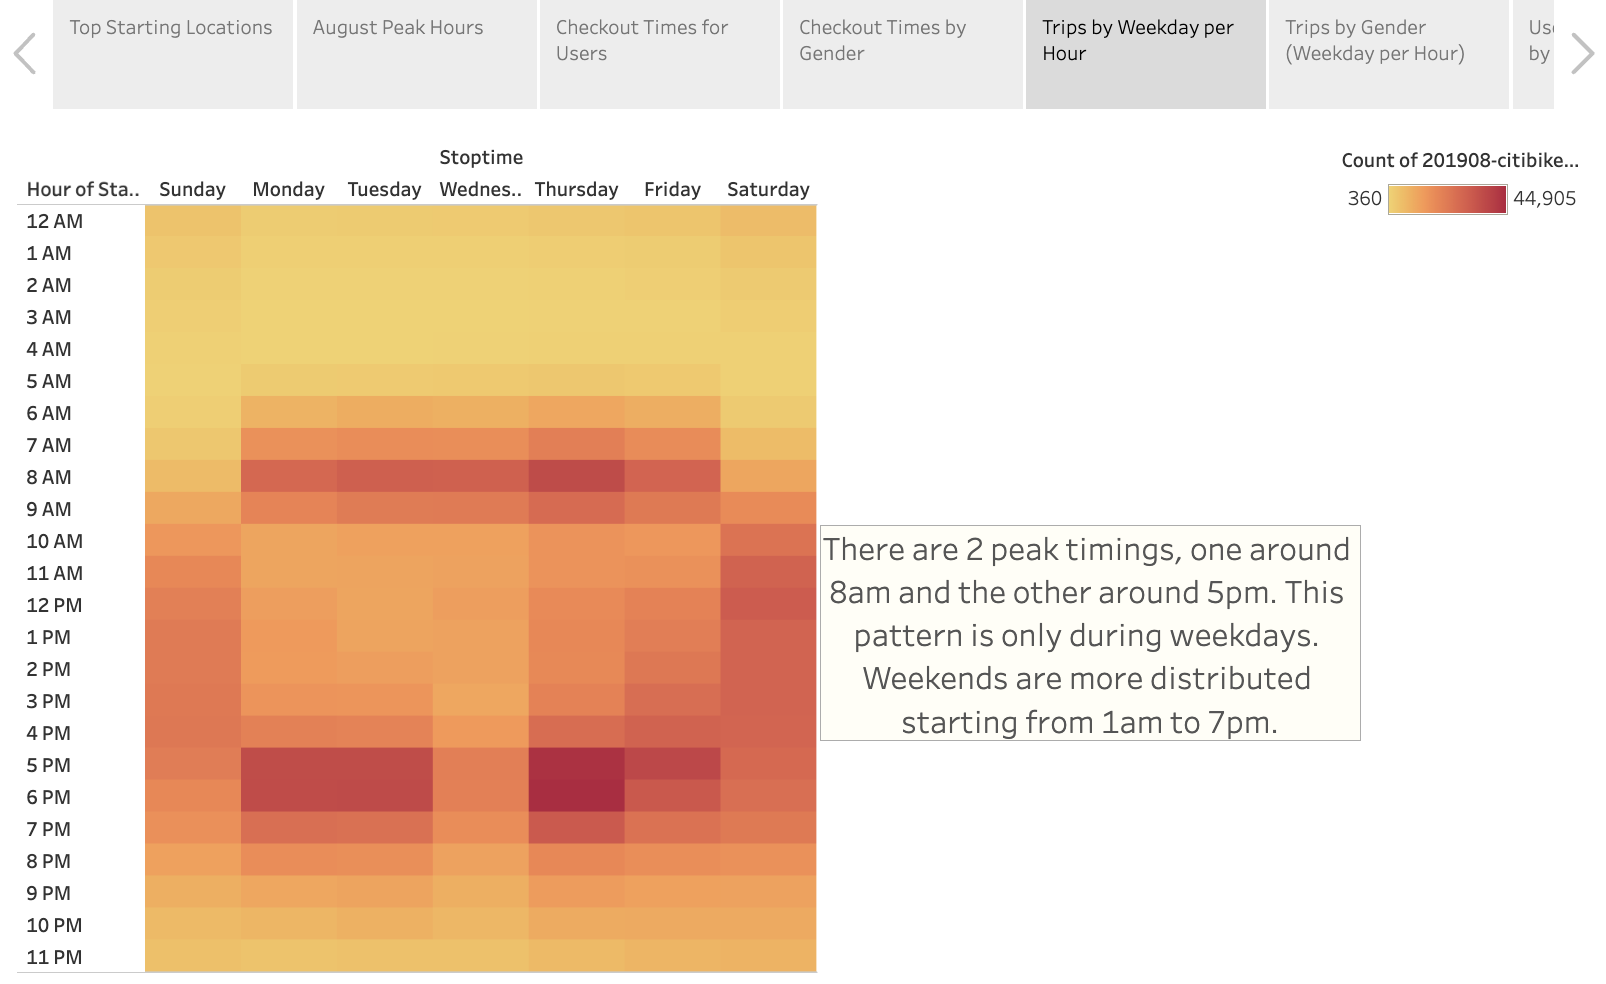 Top Starting Locations
August Peak Hours
Checkout Times for
Users
Checkout Times by
Gender
Trips by Weekday per
Hour
Trips by Gender
(Weekday per Hour)
Use
by
Stoptime
Hour of Sta.. Sunday Monday Tuesday Wednes.. Thursday Friday Saturday
12 AM
1 AM
2 AM
3 AM
4 AM
5 AM
6 AM
7 AM
8 AM
9 AM
10 AM
11 AM
12 PM
1 PM
2 PM
3 PM
4 PM
5 PM
6 PM
7 PM
8 PM
9 PM
10 PM
11 PM
Count of 201908-citibike...
360 44,905
There are 2 peak timings, one around
8am and the other around 5pm. This
pattern is only during weekdays.
Weekends are more distributed
starting from 1am to 7pm.